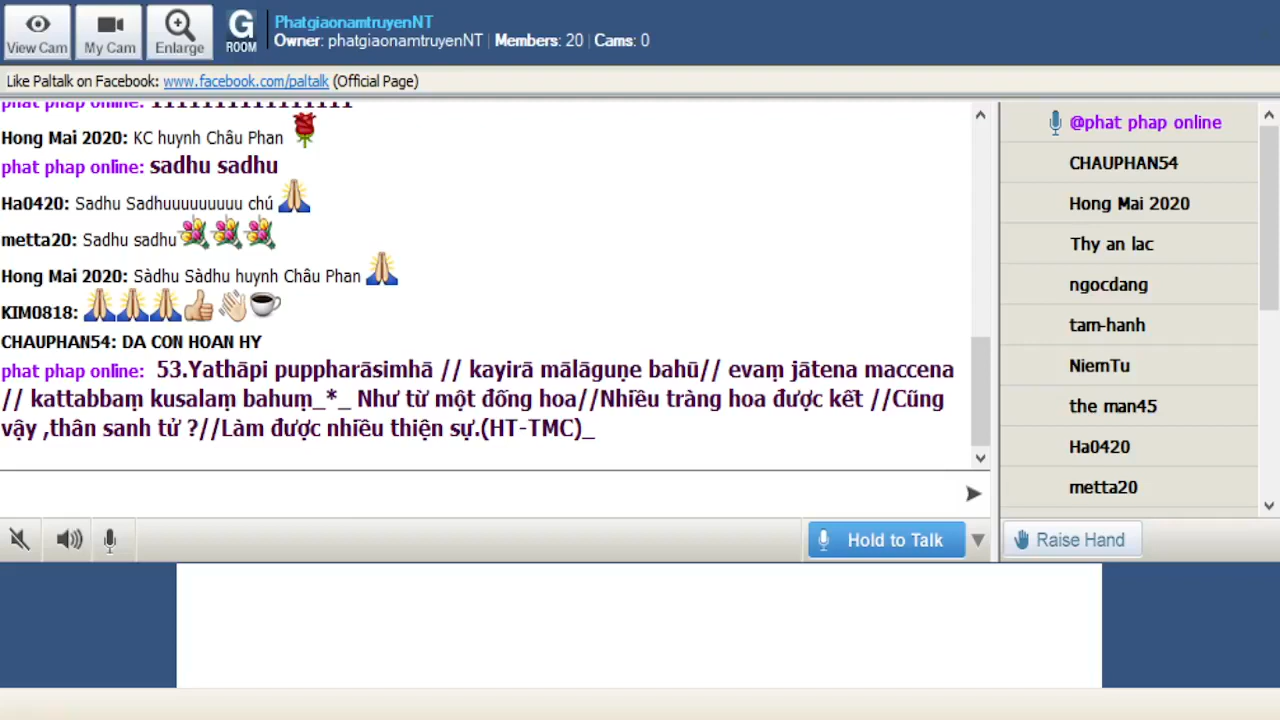 PhatgiaonamtruyenNT
Owner: phatgiaonamtruyenNT | Members: 20 | Cams: 0
View Cam
My Cam
Enlarge
G
ROOM
Like Paltalk on Facebook: www.facebook.com/paltalk (Official Page)
phat phap online:
Hong Mai 2020: KC huynh Châu Phan
phat phap online: sadhu sadhu
Ha0420: Sadhu Sadhuuuuuuuuu chú
metta20: Sadhu sadhu
Hong Mai 2020: Sàdhu Sàdhu huynh Châu Phan
KIM0818:
CHAUPHAN54: DA CON HOAN HY
phat phap online: 53.Yathāpi puppharāsimhā // kayirā mālāguṇe bahū// evaṃ jātena maccena
// kattabbaṃ kusalaṃ bahuṃ_*_ Như từ một đống hoa//Nhiều tràng hoa được kết //Cũng
vậy ,thân sanh tử ?//Làm được nhiều thiện sự.(HT-TMC)_
@phat phap online
CHAUPHAN54
Hong Mai 2020
Thy an lac
ngocdang
tam-hanh
NiemTu
the man45
Ha0420
metta20
Hold to Talk
Raise Hand